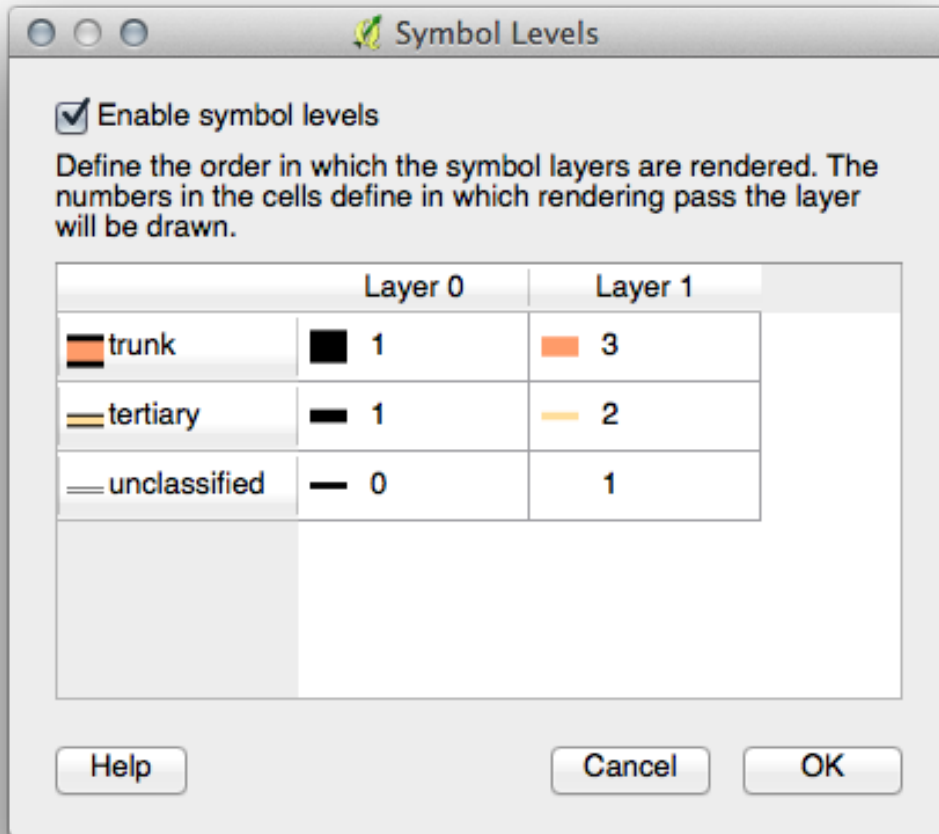 Symbol Levels
Enable symbol levels
Define the order in which the symbol layers are rendered. The
numbers in the cells define in which rendering pass the layer
will be drawn.
Layer 0 Layer 1
trunk 1 3
tertiary 1 2
unclassified 0 1
Help Cancel OK